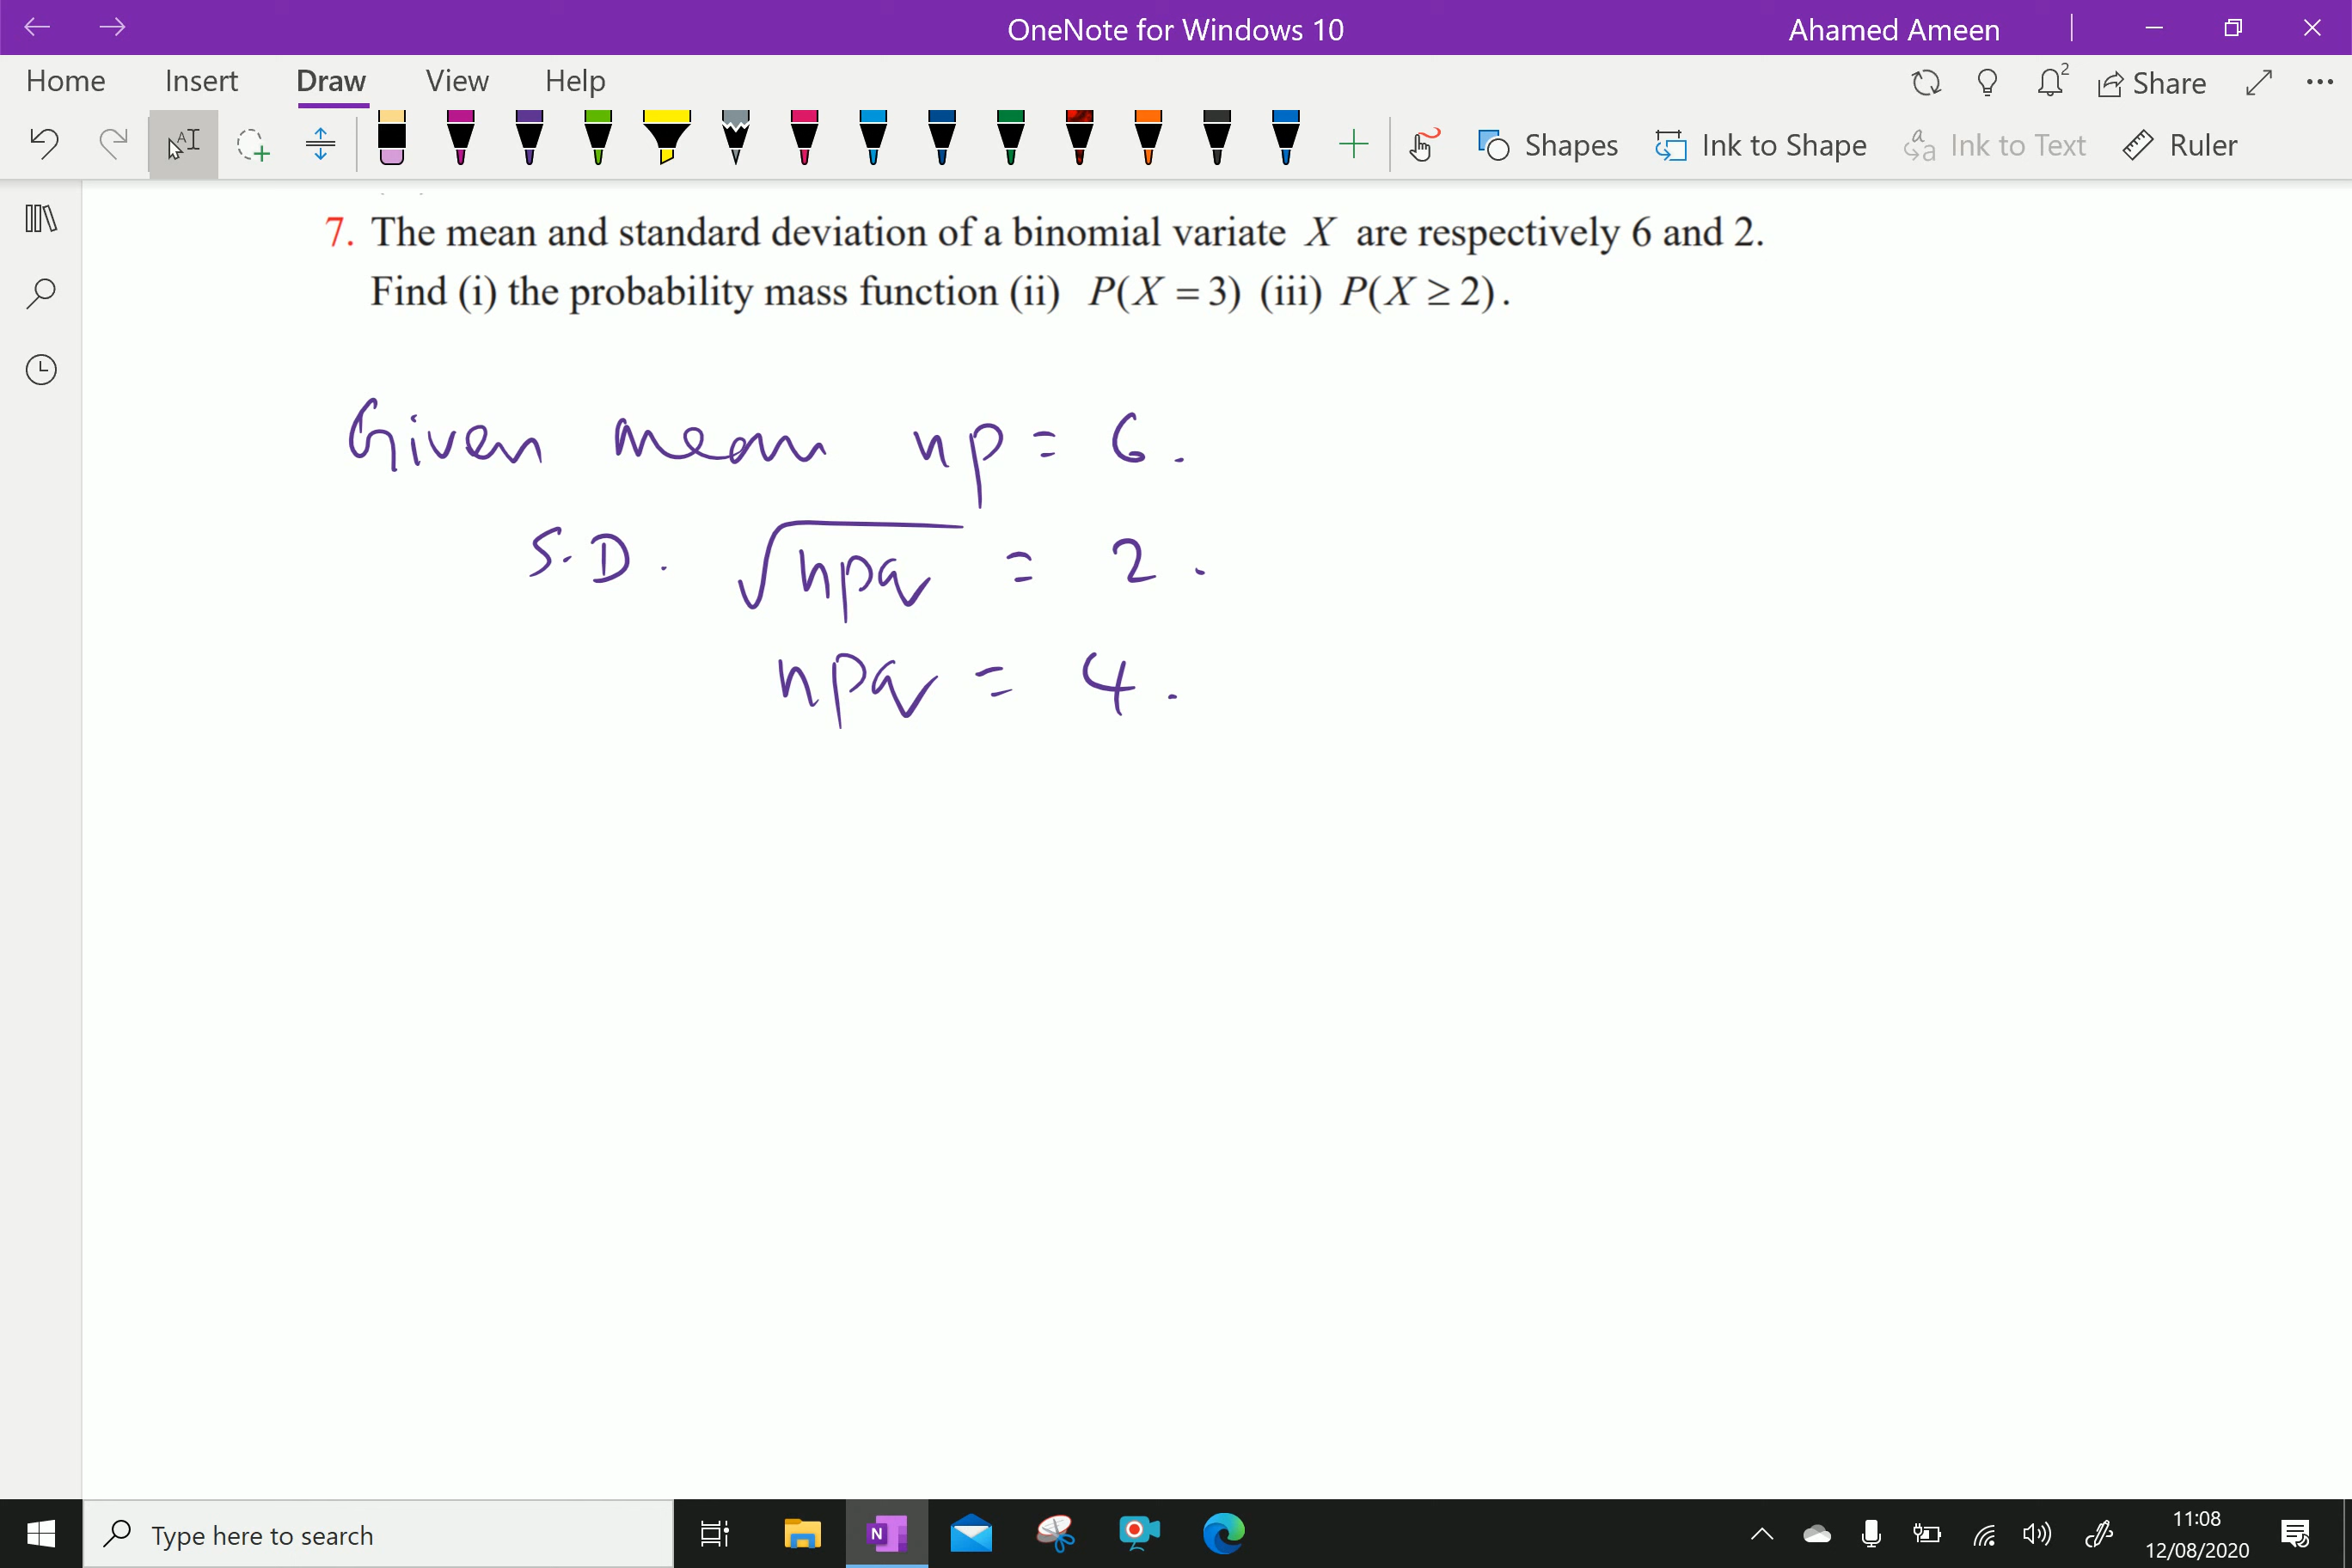 OneNote for Windows 10
Ahamed Ameen
Home Insert Draw View Help
2 Share
Shapes Ink to Shape Ink to Text Ruler
7. The mean and standard deviation of a binomial variate X are respectively 6 and 2.
Find (i) the probability mass function (ii) P(X = 3) (iii) P(X ≥ 2).
Given mean np = 6.
S.D. √npq = 2.
npq = 4.
Type here to search
11:08
12/08/2020